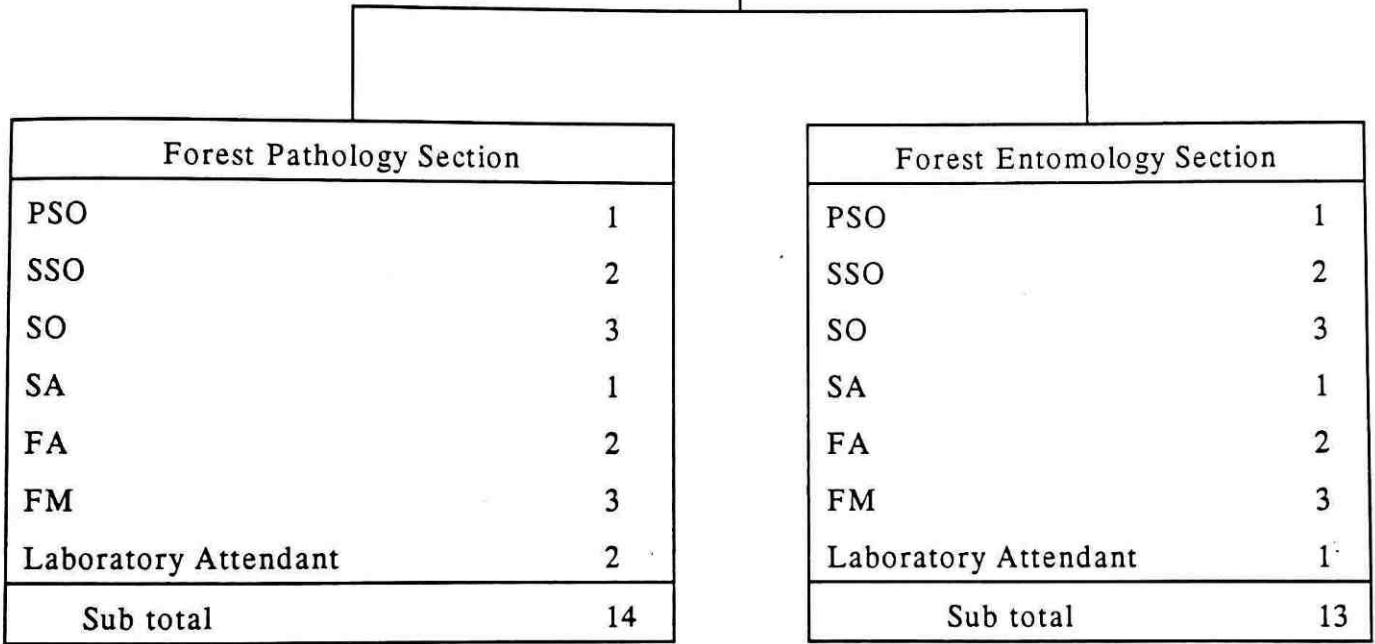 Forest Pathology Section
PSO 1
SSO 2
SO 3
SA 1
FA 2
FM 3
Laboratory Attendant 2
Sub total 14
Forest Entomology Section
PSO 1
SSO 2
SO 3
SA 1
FA 2
FM 3
Laboratory Attendant 1
Sub total 13